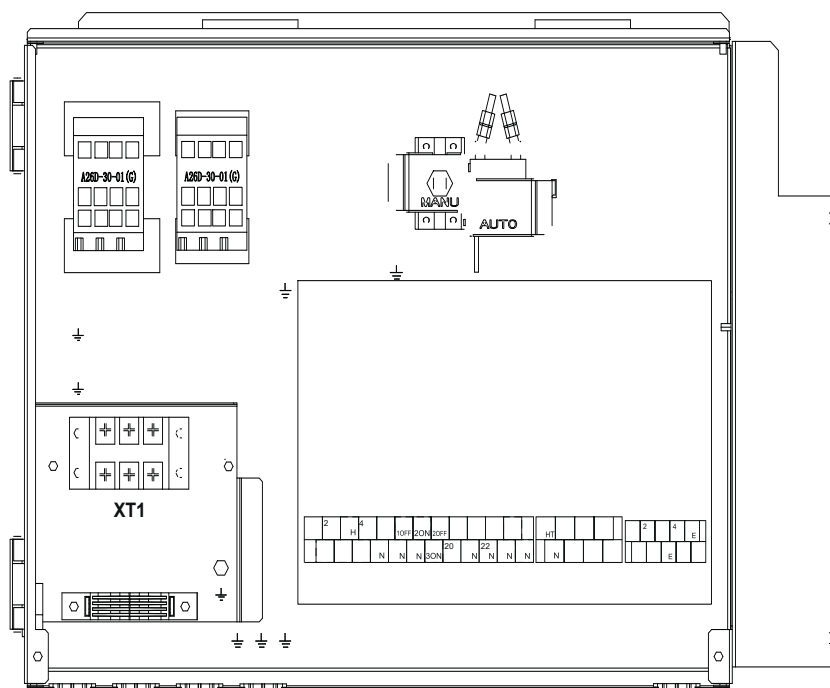 A26D-30-01(G) A26D-30-01(G)
MANU
AUTO
XT1
2 4
H 1OFF 2ON 2OFF
20 22
N N N 3ON N N N N
HT
N
2 4
E
E